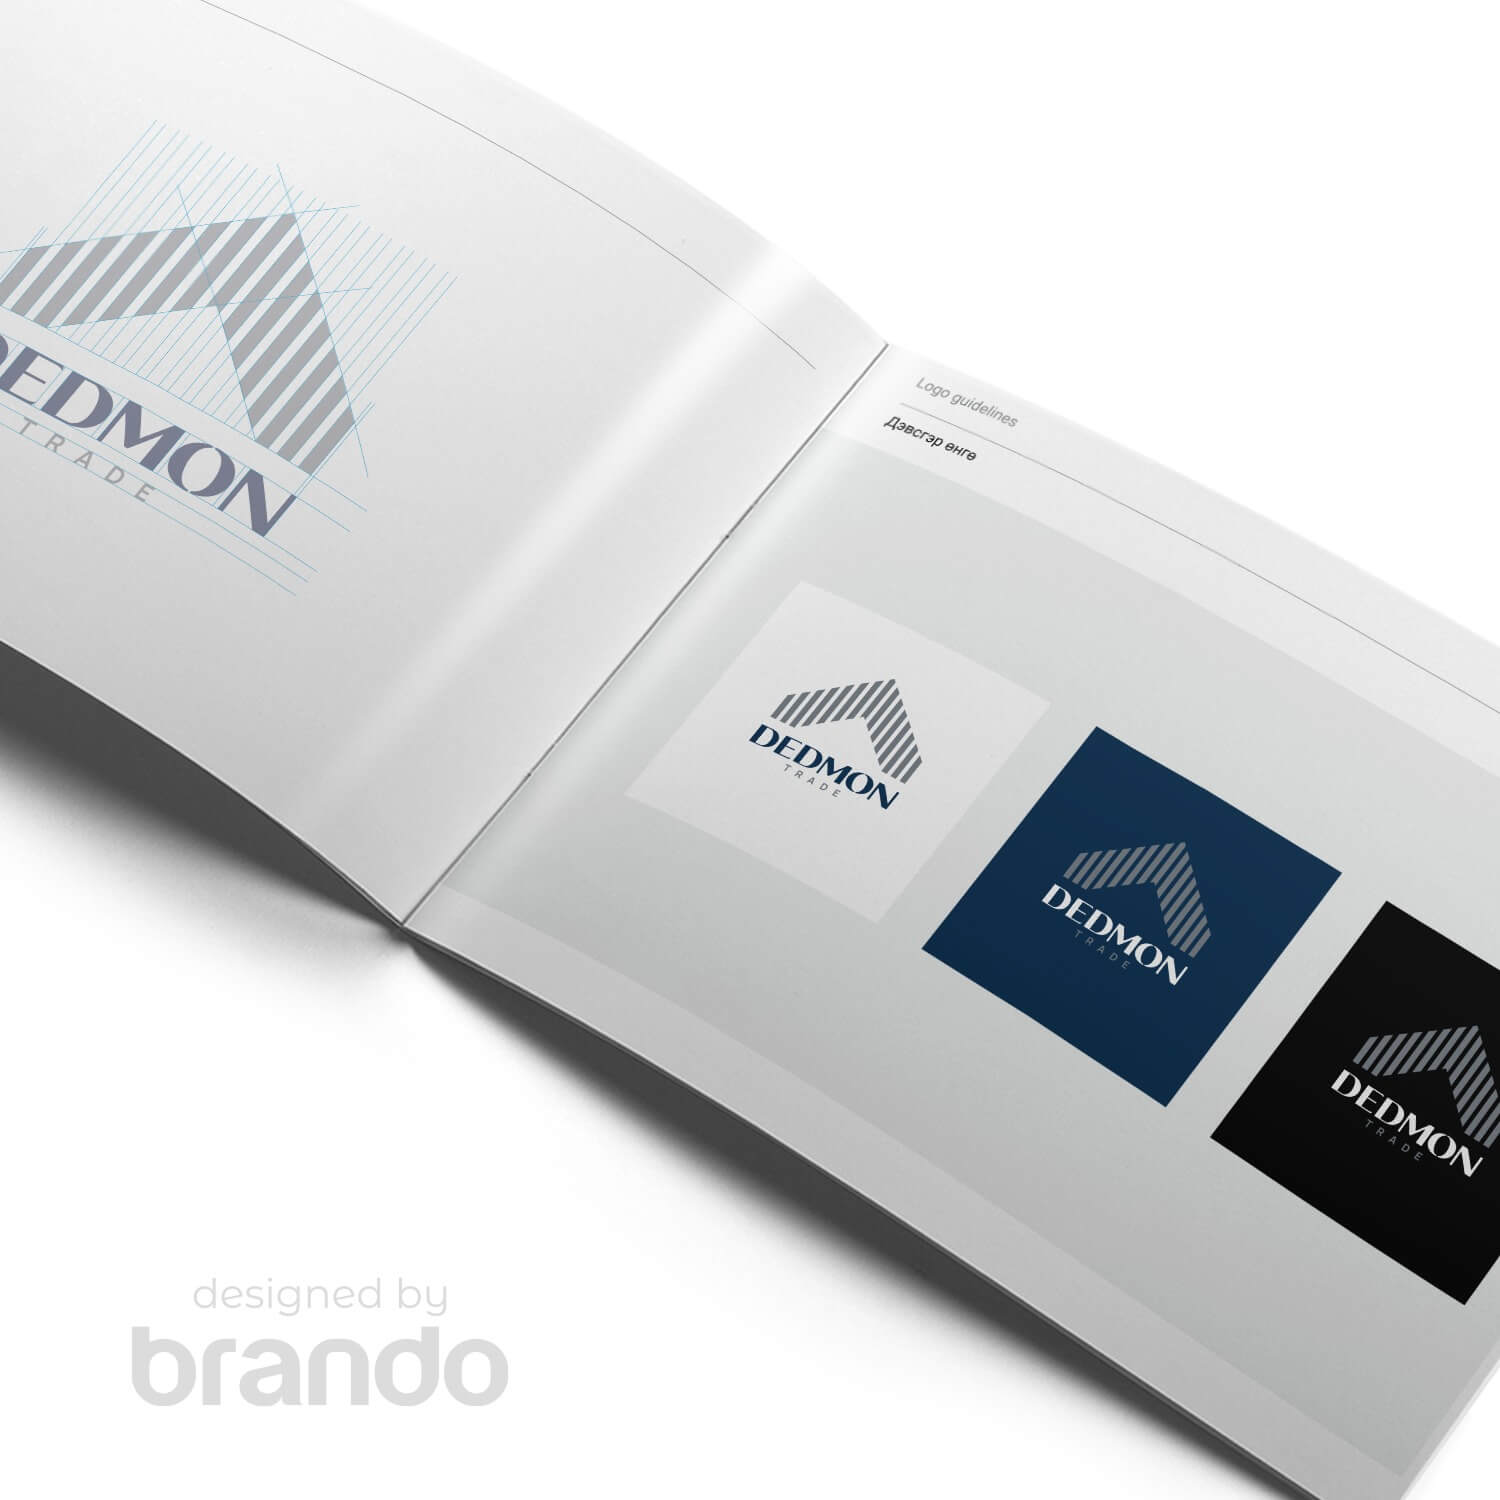 DEDMON
TRADE
Logo guidelines
Дэвсгэр өнгө
DEDMON
TRADE
DEDMON
TRADE
DEDMON
TRADE
designed by
brando